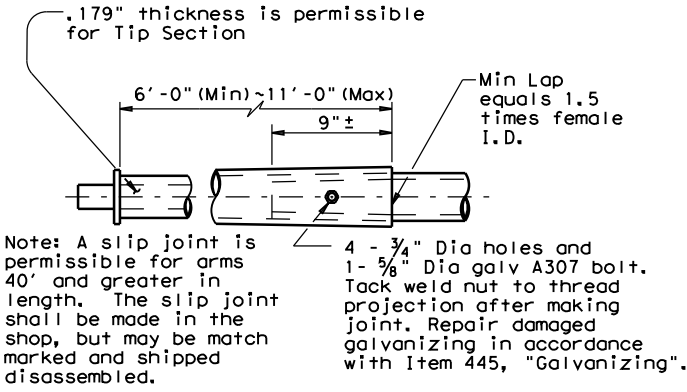 .179" thickness is permissible
for Tip Section
6'-0" (Min)~11'-0" (Max)
9"±
Min Lap
equals 1.5
times female
I.D.
Note: A slip joint is
permissible for arms
40' and greater in
length. The slip joint
shall be made in the
shop, but may be match
marked and shipped
disassembled.
4 - 3/4" Dia holes and
1- 5/8" Dia galv A307 bolt.
Tack weld nut to thread
projection after making
joint. Repair damaged
galvanizing in accordance
with Item 445, "Galvanizing".